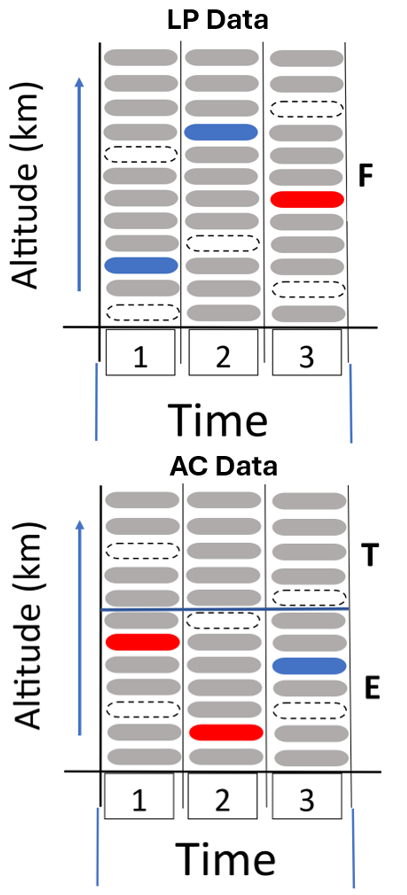 LP Data
Altitude (km)
F
1 2 3
Time
AC Data
Altitude (km)
T
E
1 2 3
Time